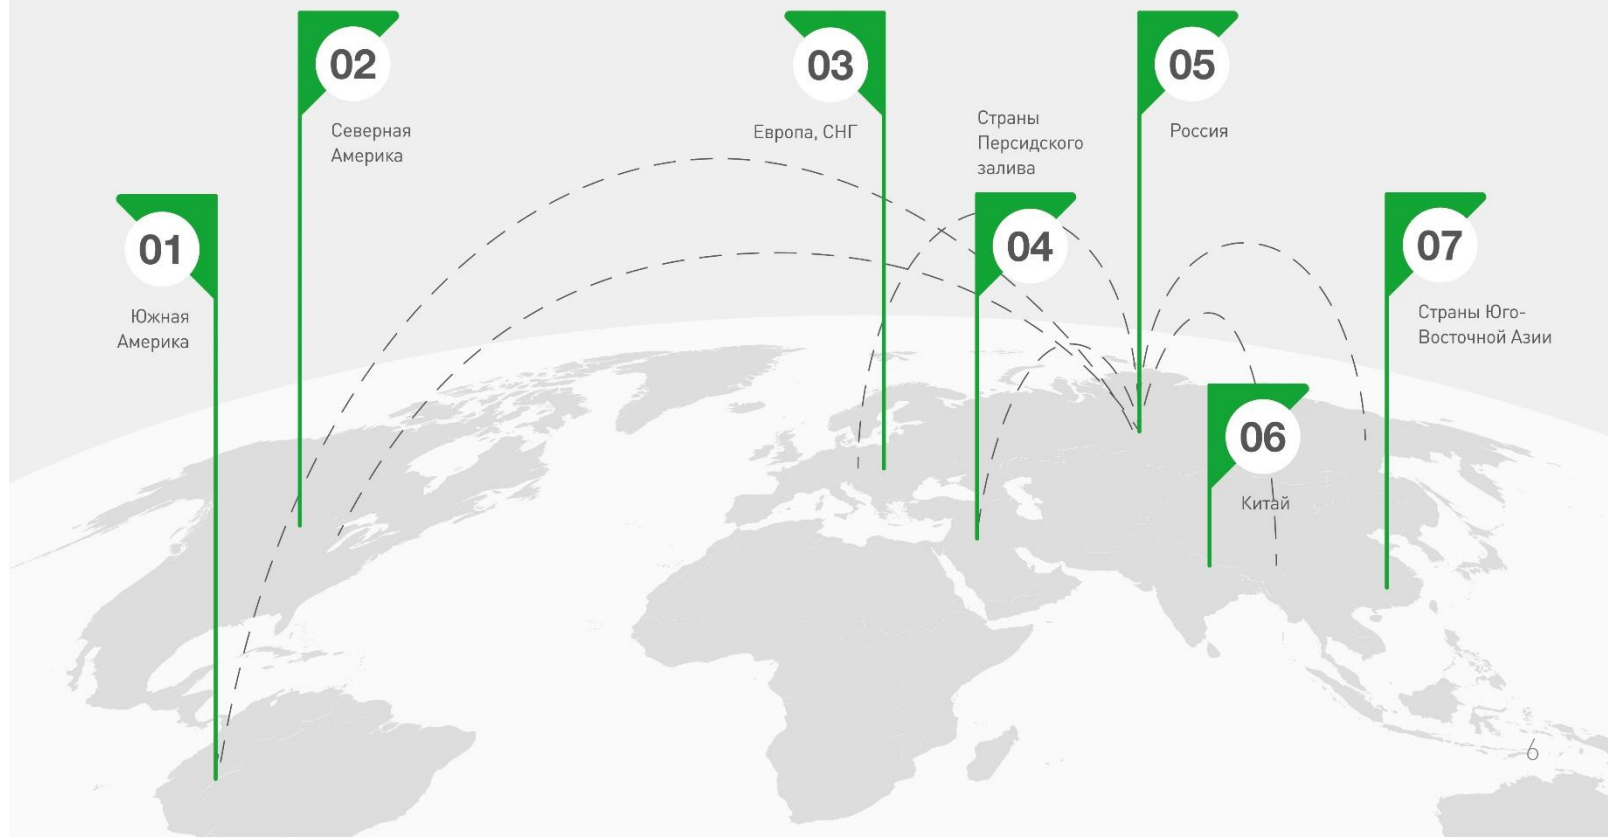 01
Южная
Америка
02
Северная
Америка
03
Европа, СНГ
Страны
Персидского
залива
04
05
Россия
06
Китай
07
Страны Юго-
Восточной Азии
6